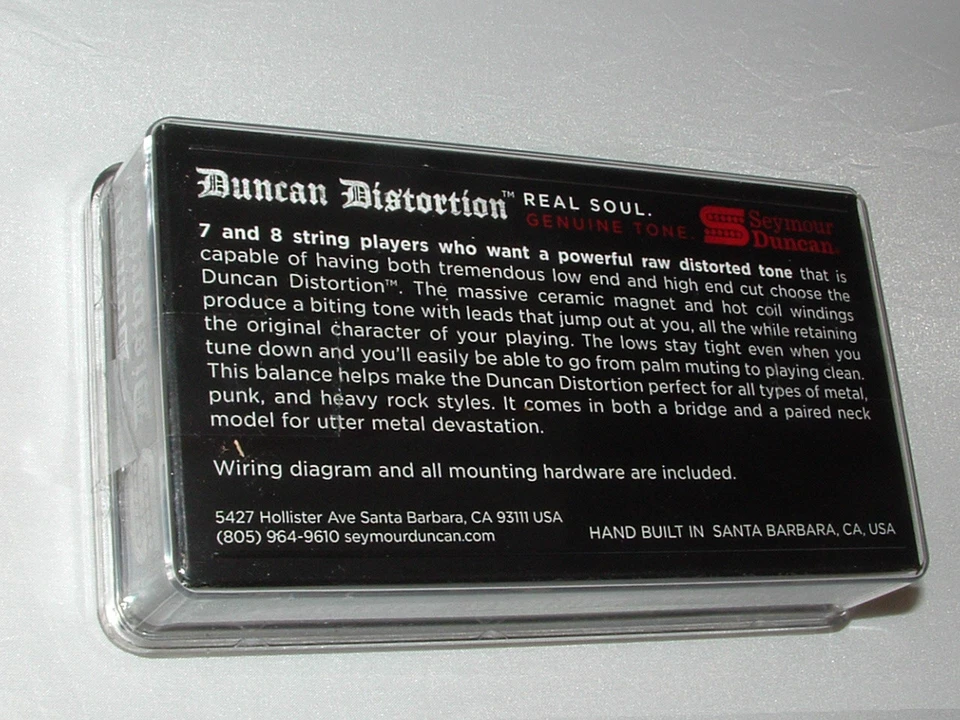 Duncan Distortion™ REAL SOUL.
GENUINE TONE.
Seymour
Duncan
7 and 8 string players who want a powerful raw distorted tone that is
capable of having both tremendous low end and high end cut choose the
Duncan Distortion™. The massive ceramic magnet and hot coil windings
produce a biting tone with leads that jump out at you, all the while retaining
the original character of your playing. The lows stay tight even when you
tune down and you'll easily be able to go from palm muting to playing clean.
This balance helps make the Duncan Distortion perfect for all types of metal,
punk, and heavy rock styles. It comes in both a bridge and a paired neck
model for utter metal devastation.
Wiring diagram and all mounting hardware are included.
5427 Hollister Ave Santa Barbara, CA 93111 USA
(805) 964-9610 seymourduncan.com
HAND BUILT IN SANTA BARBARA, CA, USA